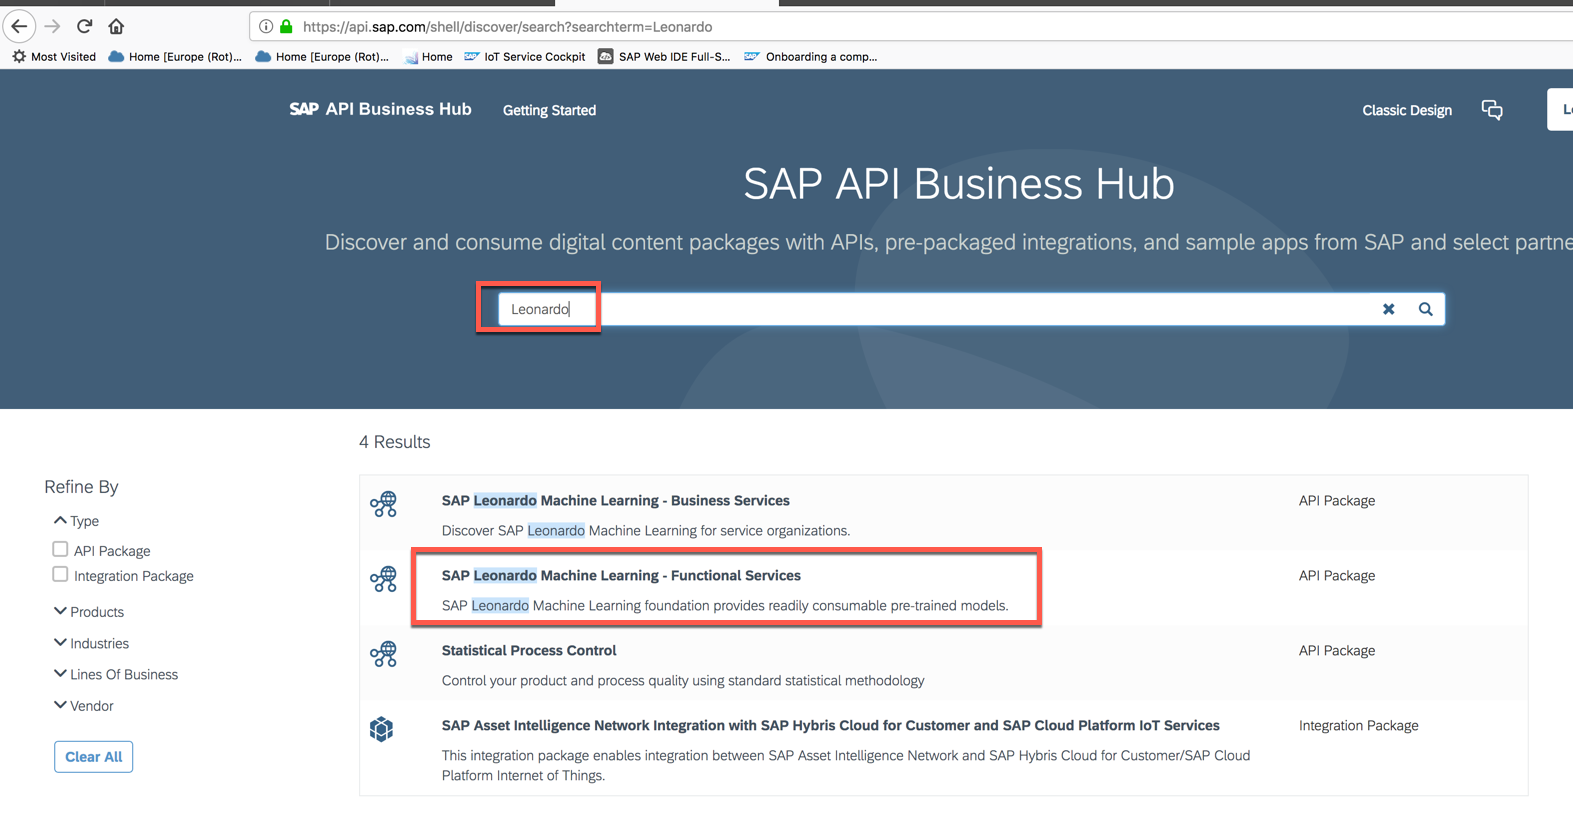 https://api.sap.com/shell/discover/search?searchterm=Leonardo
Most Visited Home [Europe (Rot)... Home [Europe (Rot)... Home IoT Service Cockpit SAP Web IDE Full-S... Onboarding a comp...
SAP API Business Hub Getting Started Classic Design
SAP API Business Hub
Discover and consume digital content packages with APIs, pre-packaged integrations, and sample apps from SAP and select partne
Leonardo
4 Results
Refine By
Type
API Package
Integration Package
Products
Industries
Lines Of Business
Vendor
Clear All
SAP Leonardo Machine Learning - Business Services API Package
Discover SAP Leonardo Machine Learning for service organizations.
SAP Leonardo Machine Learning - Functional Services API Package
SAP Leonardo Machine Learning foundation provides readily consumable pre-trained models.
Statistical Process Control API Package
Control your product and process quality using standard statistical methodology
SAP Asset Intelligence Network Integration with SAP Hybris Cloud for Customer and SAP Cloud Platform IoT Services Integration Package
This integration package enables integration between SAP Asset Intelligence Network and SAP Hybris Cloud for Customer/SAP Cloud
Platform Internet of Things.